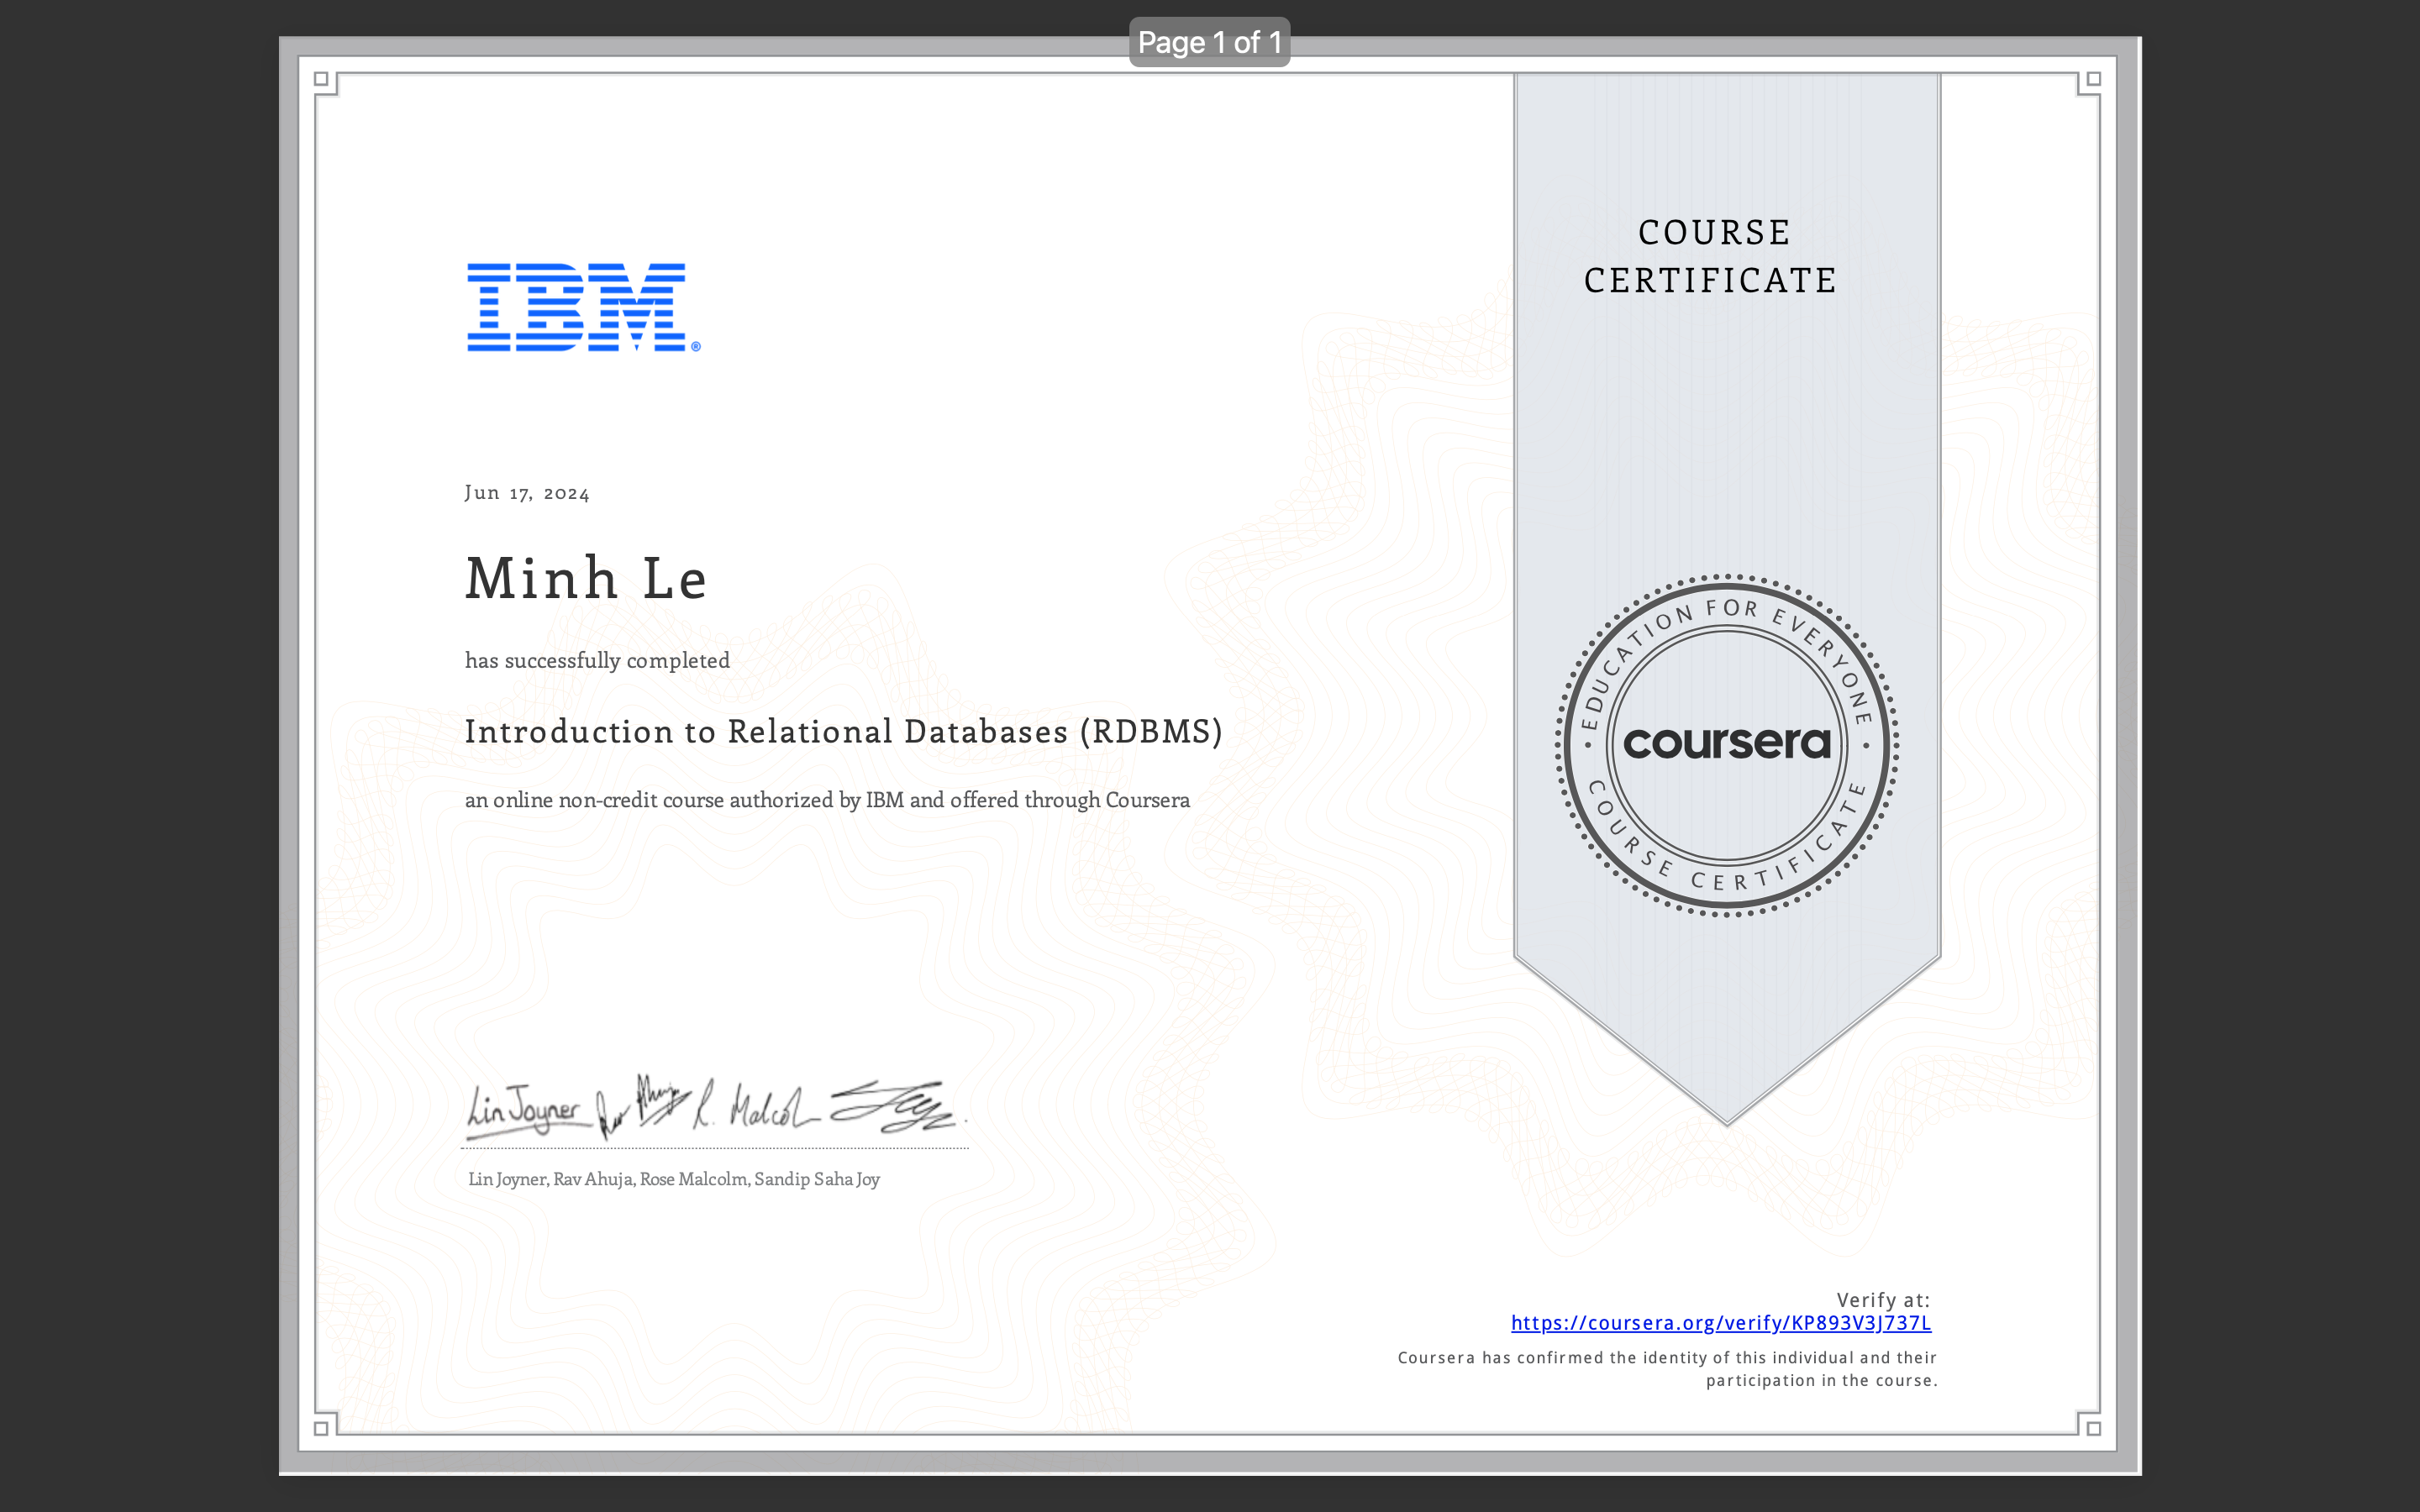 Page 1 of 1
COURSE
CERTIFICATE
IBM®
Jun 17, 2024
Minh Le
has successfully completed
Introduction to Relational Databases (RDBMS)
an online non-credit course authorized by IBM and offered through Coursera
EDUCATION FOR EVERYONE
coursera
COURSE CERTIFICATE
Lin Joyner R. Malcolm
Lin Joyner, Rav Ahuja, Rose Malcolm, Sandip Saha Joy
Verify at:
https://coursera.org/verify/KP893V3J737L
Coursera has confirmed the identity of this individual and their
participation in the course.